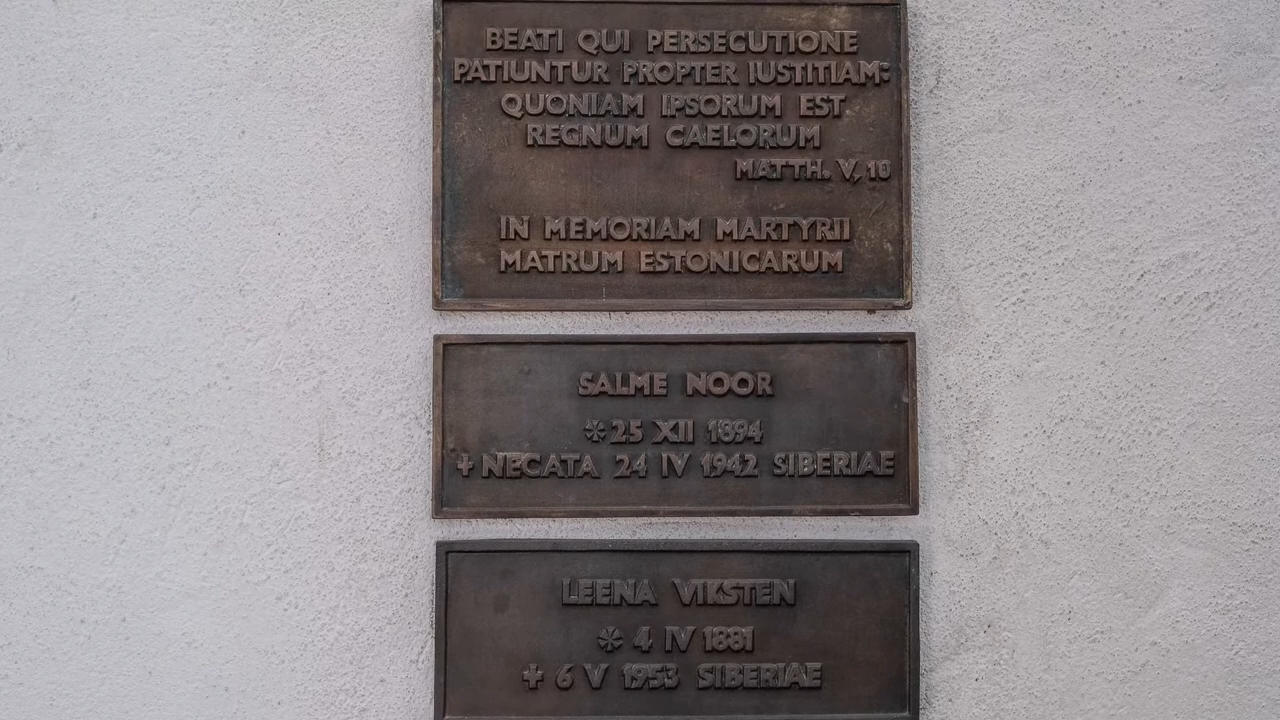 BEATI QUI PERSECUTIONE
PATIUNTUR PROPTER IUSTITIAM:
QUONIAM IPSORUM EST
REGNUM CAELORUM
MATTH. V, 10
IN MEMORIAM MARTYRII
MATRUM ESTONICARUM
SALME NOOR
* 25 XII 1894
+ NECATA 24 IV 1942 SIBERIAE
LEENA VIKSTEN
* 4 IV 1881
+ 6 V 1953 SIBERIAE